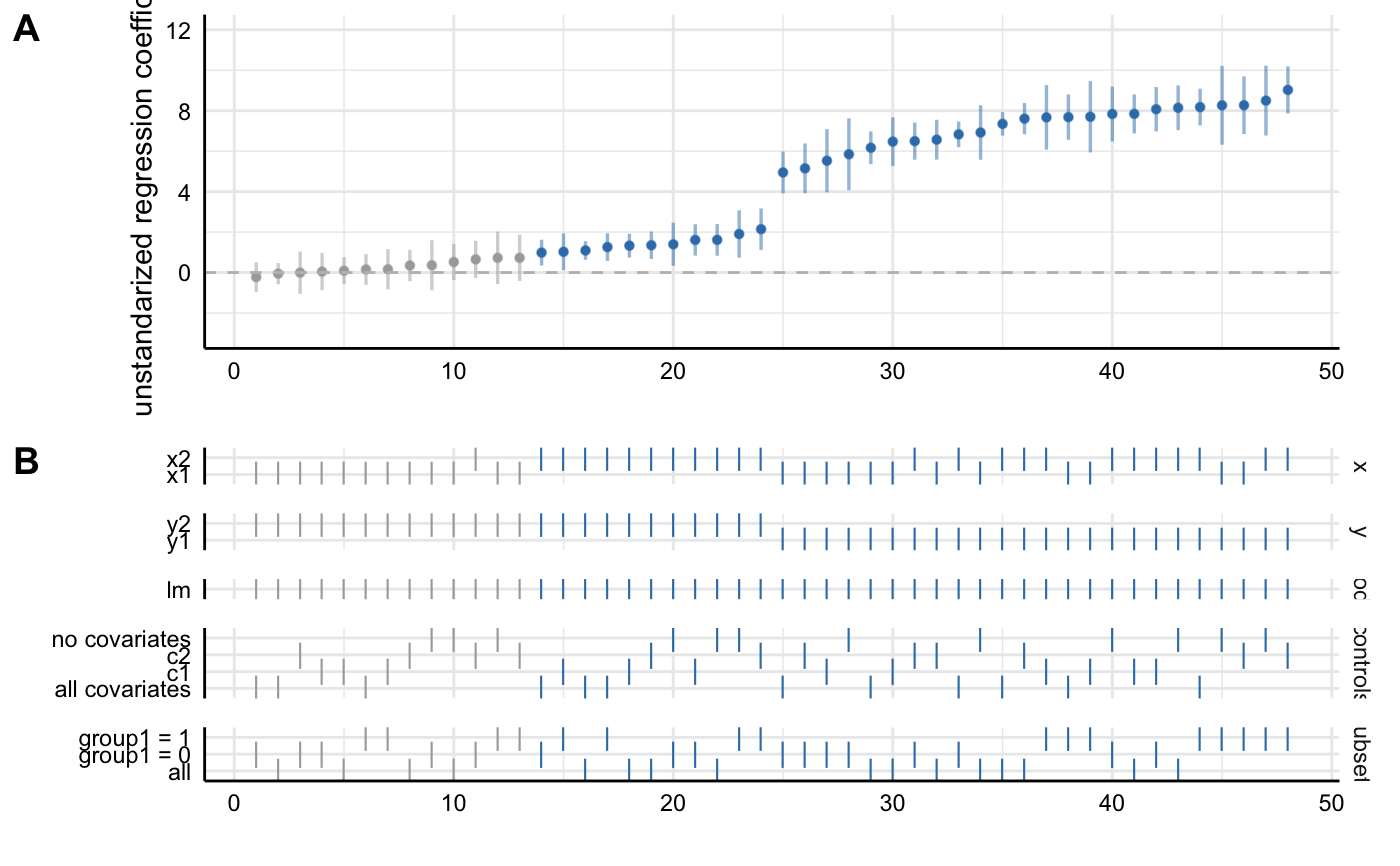 A
unstandarized regression
12
8
4
0
0 10 20 30 40 50
B
x2
x1
x
y2
y1
y
lm
no covariates
c2
c1
all covariates
controls
group1 = 1
group1 = 0
all
0 10 20 30 40 50